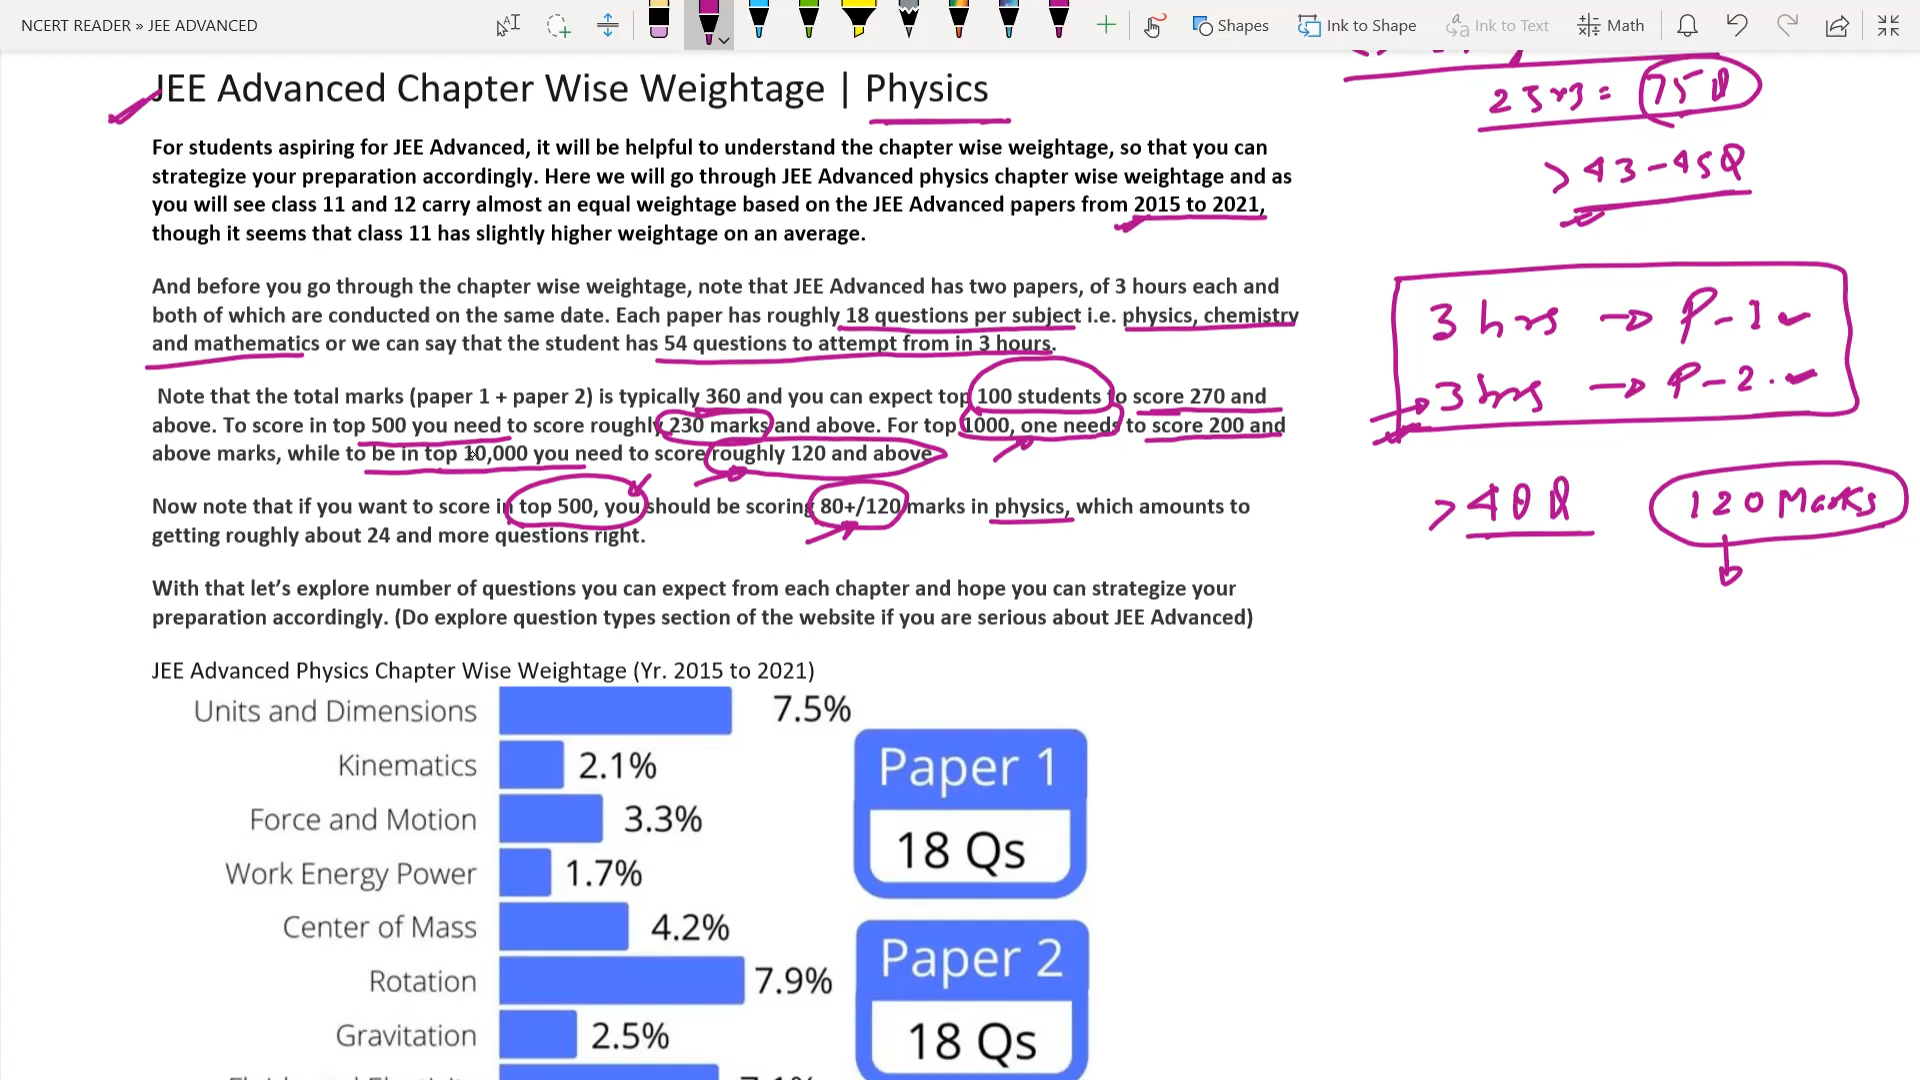 NCERT READER » JEE ADVANCED
Shapes
Ink to Shape
Ink to Text
Math
JEE Advanced Chapter Wise Weightage | Physics
For students aspiring for JEE Advanced, it will be helpful to understand the chapter wise weightage, so that you can
strategize your preparation accordingly. Here we will go through JEE Advanced physics chapter wise weightage and as
you will see class 11 and 12 carry almost an equal weightage based on the JEE Advanced papers from 2015 to 2021,
though it seems that class 11 has slightly higher weightage on an average.
And before you go through the chapter wise weightage, note that JEE Advanced has two papers, of 3 hours each and
both of which are conducted on the same date. Each paper has roughly 18 questions per subject i.e. physics, chemistry
and mathematics or we can say that the student has 54 questions to attempt from in 3 hours.
Note that the total marks (paper 1 + paper 2) is typically 360 and you can expect top 100 students to score 270 and
above. To score in top 500 you need to score roughly 230 marks and above. For top 1000, one needs to score 200 and
above marks, while to be in top 10,000 you need to score roughly 120 and above
Now note that if you want to score in top 500, you should be scoring 80+/120 marks in physics, which amounts to
getting roughly about 24 and more questions right.
With that let's explore number of questions you can expect from each chapter and hope you can strategize your
preparation accordingly. (Do explore question types section of the website if you are serious about JEE Advanced)
JEE Advanced Physics Chapter Wise Weightage (Yr. 2015 to 2021)
Units and Dimensions 7.5%
Kinematics 2.1%
Force and Motion 3.3%
Work Energy Power 1.7%
Center of Mass 4.2%
Rotation 7.9%
Gravitation 2.5%
Paper 1
18 Qs
Paper 2
18 Qs
= 75 Q
> 43-45Q
3 hrs → P-1
3 hrs → P-2.
> 40 Q
120 Marks